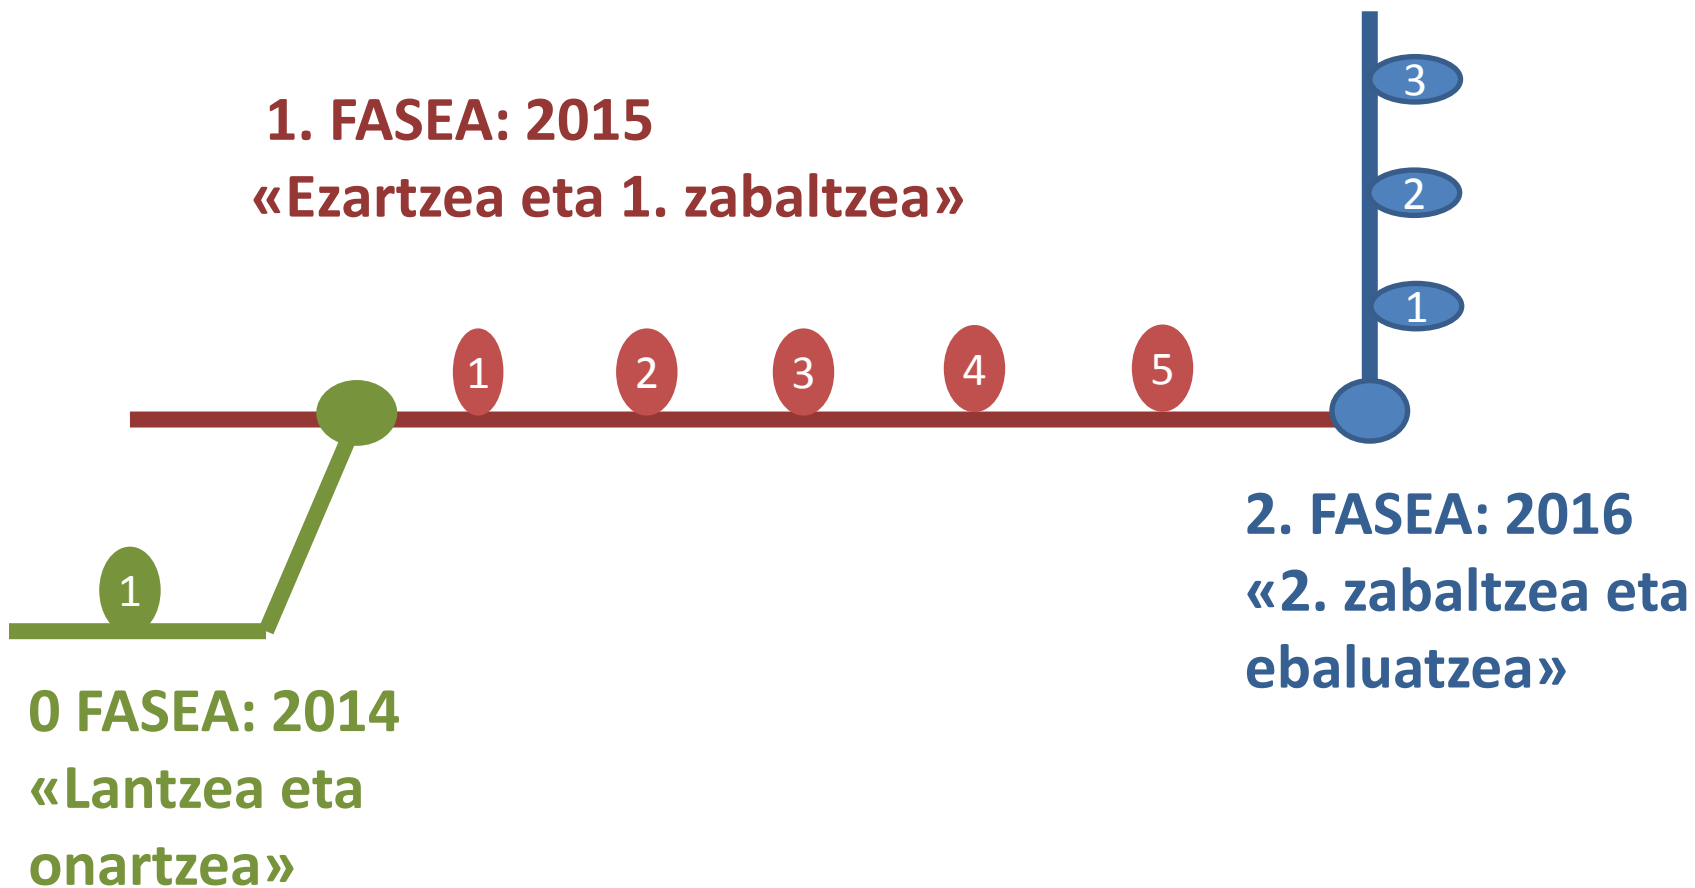 1. FASEA: 2015
«Ezartzea eta 1. zabaltzea»
3
2
1
1
2
3
4
5
2. FASEA: 2016
«2. zabaltzea eta
ebaluatzea»
1
0 FASEA: 2014
«Lantzea eta
onartzea»